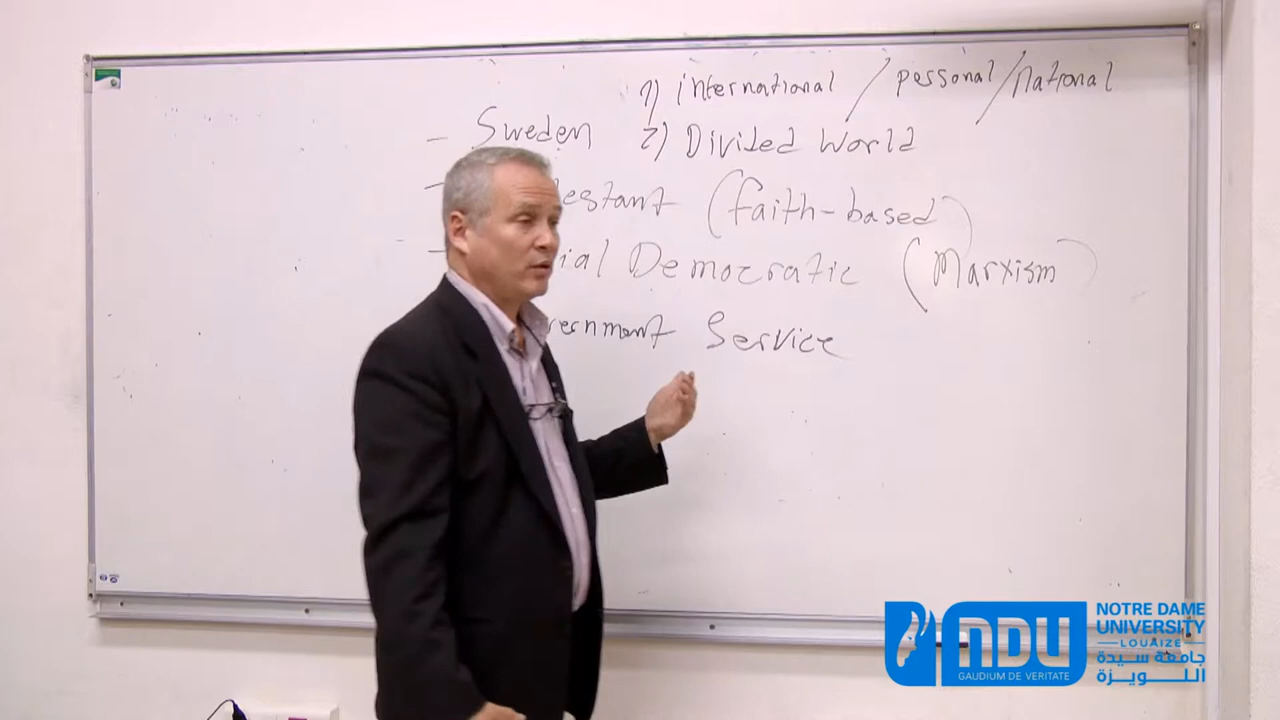 1) international / personal / national
- Sweden 2) Divided World
- estant (faith-based)
- ial Democratic (Marxism)
ernment Service
NDU
GAUDIUM DE VERITATE
NOTRE DAME
UNIVERSITY
LOUAIZE
جامعة سيدة
اللويزة